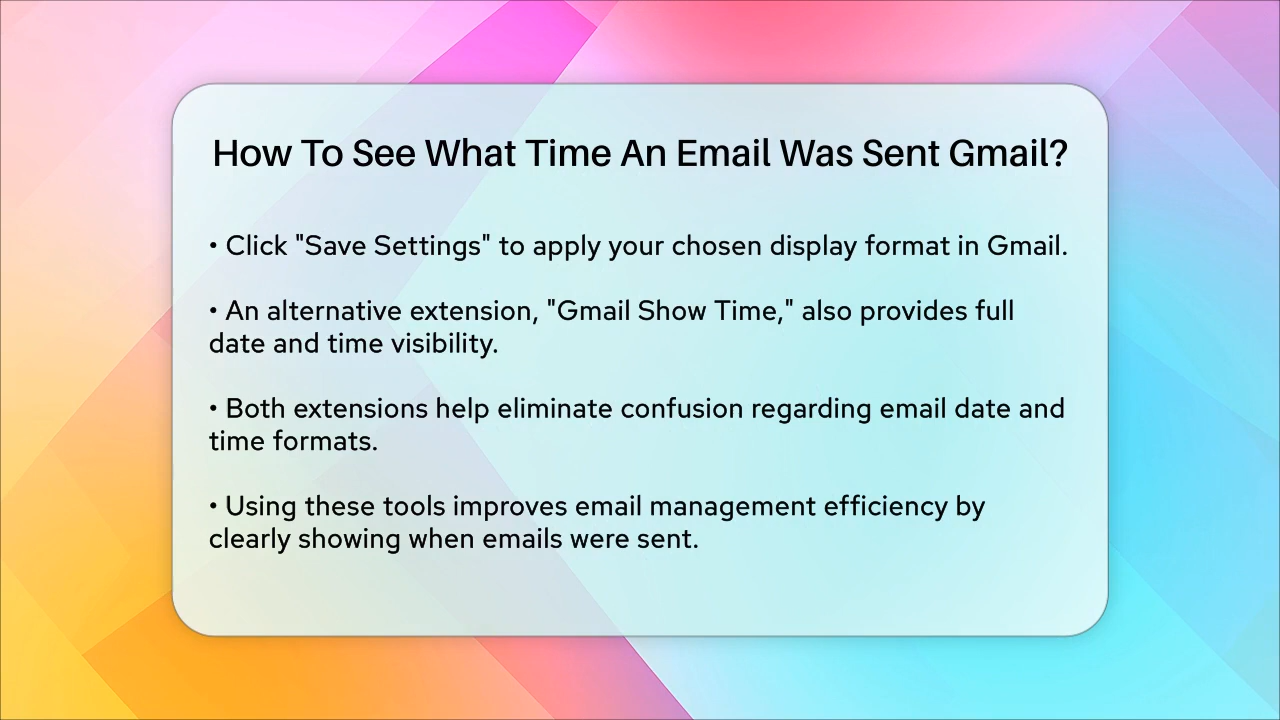 How To See What Time An Email Was Sent Gmail?
• Click "Save Settings" to apply your chosen display format in Gmail.
• An alternative extension, "Gmail Show Time," also provides full
date and time visibility.
• Both extensions help eliminate confusion regarding email date and
time formats.
• Using these tools improves email management efficiency by
clearly showing when emails were sent.